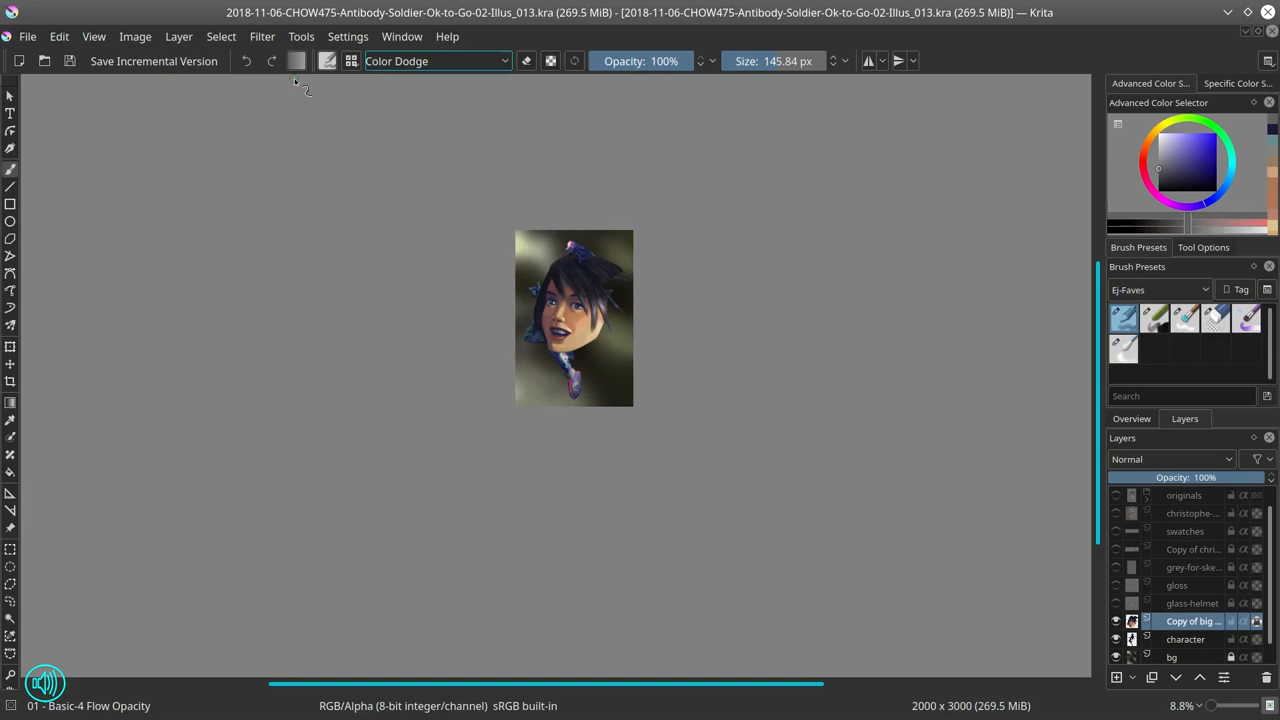 2018-11-06-CHOW475-Antibody-Soldier-Ok-to-Go-02-Illus_013.kra (269.5 MiB) - [2018-11-06-CHOW475-Antibody-Soldier-Ok-to-Go-02-Illus_013.kra (269.5 MiB)] — Krita
File Edit View Image Layer Select Filter Tools Settings Window Help
Save Incremental Version Color Dodge Opacity: 100% Size: 145.84 px
Advanced Color S... Specific Color S...
Advanced Color Selector
Brush Presets Tool Options
Brush Presets
Ej-Faves Tag
Search
Overview Layers
Layers
Normal
Opacity: 100%
originals
christophe-...
swatches
Copy of chri...
grey-for-ske...
gloss
glass-helmet
Copy of big ...
character
bg
01 - Basic-4 Flow Opacity RGB/Alpha (8-bit integer/channel) sRGB built-in 2000 x 3000 (269.5 MiB) 8.8%